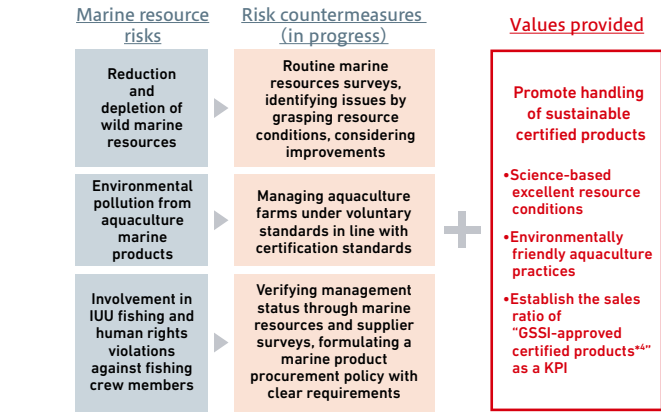 Marine resource
risks
Risk countermeasures
(in progress)
Values provided
Reduction
and
depletion of
wild marine
resources
Routine marine
resources surveys,
identifying issues by
grasping resource
conditions, considering
improvements
Environmental
pollution from
aquaculture
marine
products
Managing aquaculture
farms under voluntary
standards in line with
certification standards
Involvement in
IUU fishing and
human rights
violations
against fishing
crew members
Verifying management
status through marine
resources and supplier
surveys, formulating a
marine product
procurement policy with
clear requirements
+
Promote handling
of sustainable
certified products
•Science-based
excellent resource
conditions
•Environmentally
friendly aquaculture
practices
•Establish the sales
ratio of
“GSSI-approved
certified products*4”
as a KPI